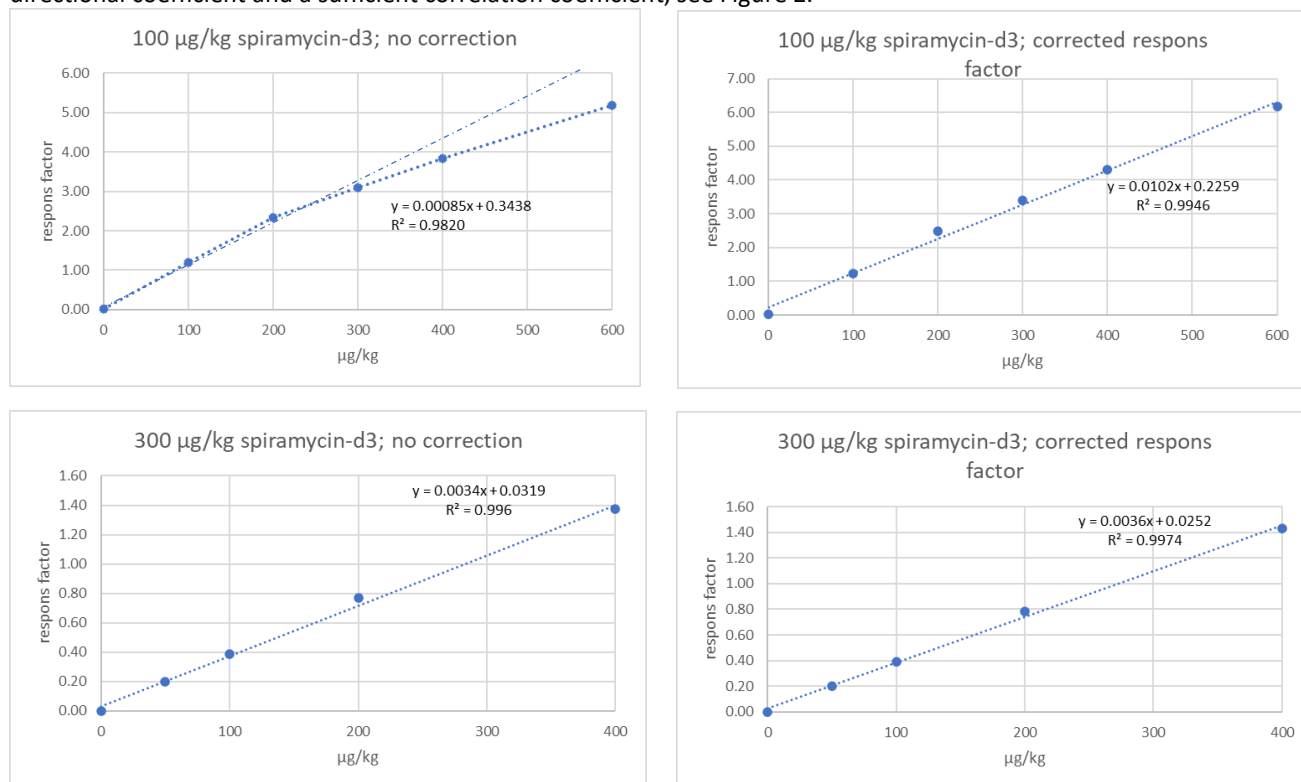 directional coefficient and a sufficient correlation coefficient, see Figure 2.
100 µg/kg spiramycin-d3; no correction
respons factor
6.00
5.00
4.00
3.00
2.00
1.00
0.00
y = 0.00085x + 0.3438
R² = 0.9820
0 100 200 300 400 500 600
µg/kg
100 µg/kg spiramycin-d3; corrected respons
factor
respons factor
7.00
6.00
5.00
4.00
3.00
2.00
1.00
0.00
y = 0.0102x + 0.2259
R² = 0.9946
0 100 200 300 400 500 600
µg/kg
300 µg/kg spiramycin-d3; no correction
respons factor
1.60
1.40
1.20
1.00
0.80
0.60
0.40
0.20
0.00
y = 0.0034x + 0.0319
R² = 0.996
0 100 200 300 400
µg/kg
300 µg/kg spiramycin-d3; corrected respons
factor
respons factor
1.60
1.40
1.20
1.00
0.80
0.60
0.40
0.20
0.00
y = 0.0036x + 0.0252
R² = 0.9974
0 100 200 300 400
µg/kg